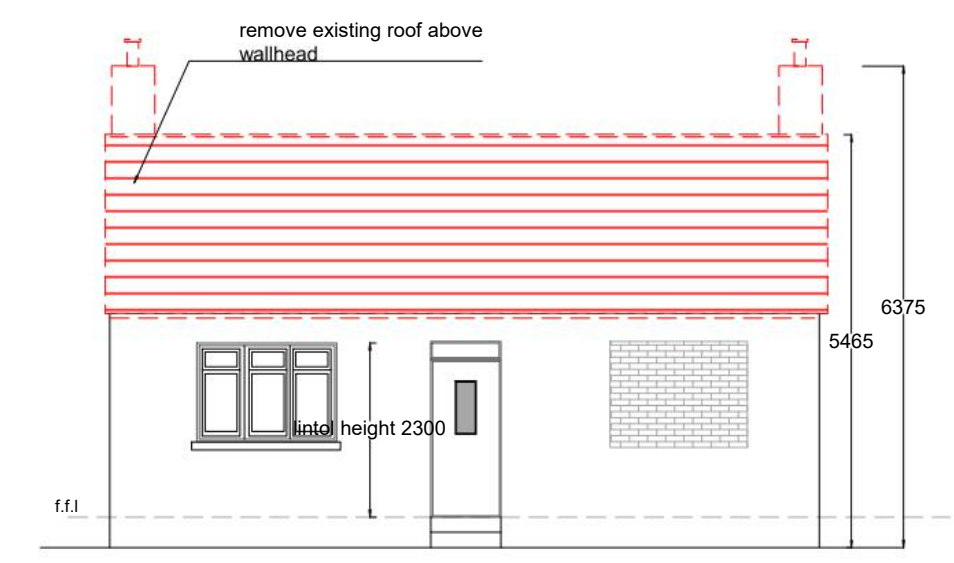 remove existing roof above
wallhead
6375
5465
lintol height 2300
f.f.l